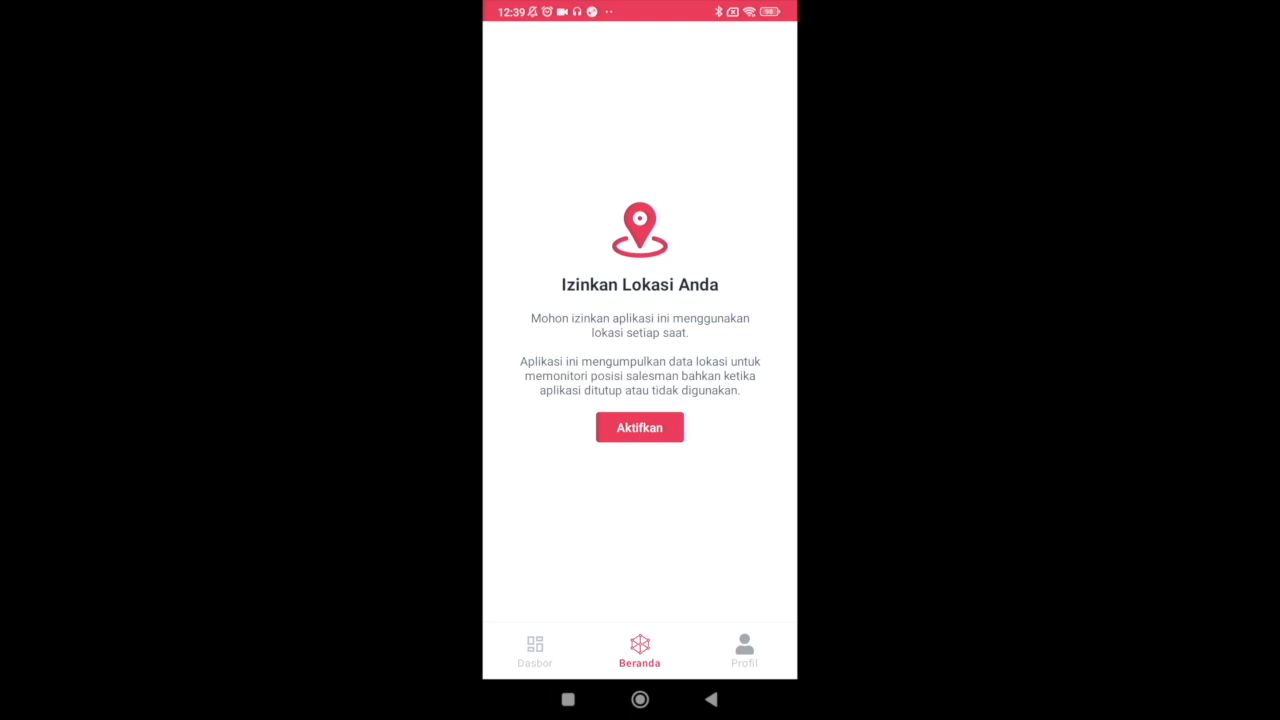 12:39
98
Izinkan Lokasi Anda
Mohon izinkan aplikasi ini menggunakan
lokasi setiap saat.
Aplikasi ini mengumpulkan data lokasi untuk
memonitori posisi salesman bahkan ketika
aplikasi ditutup atau tidak digunakan.
Aktifkan
Dasbor
Beranda
Profil